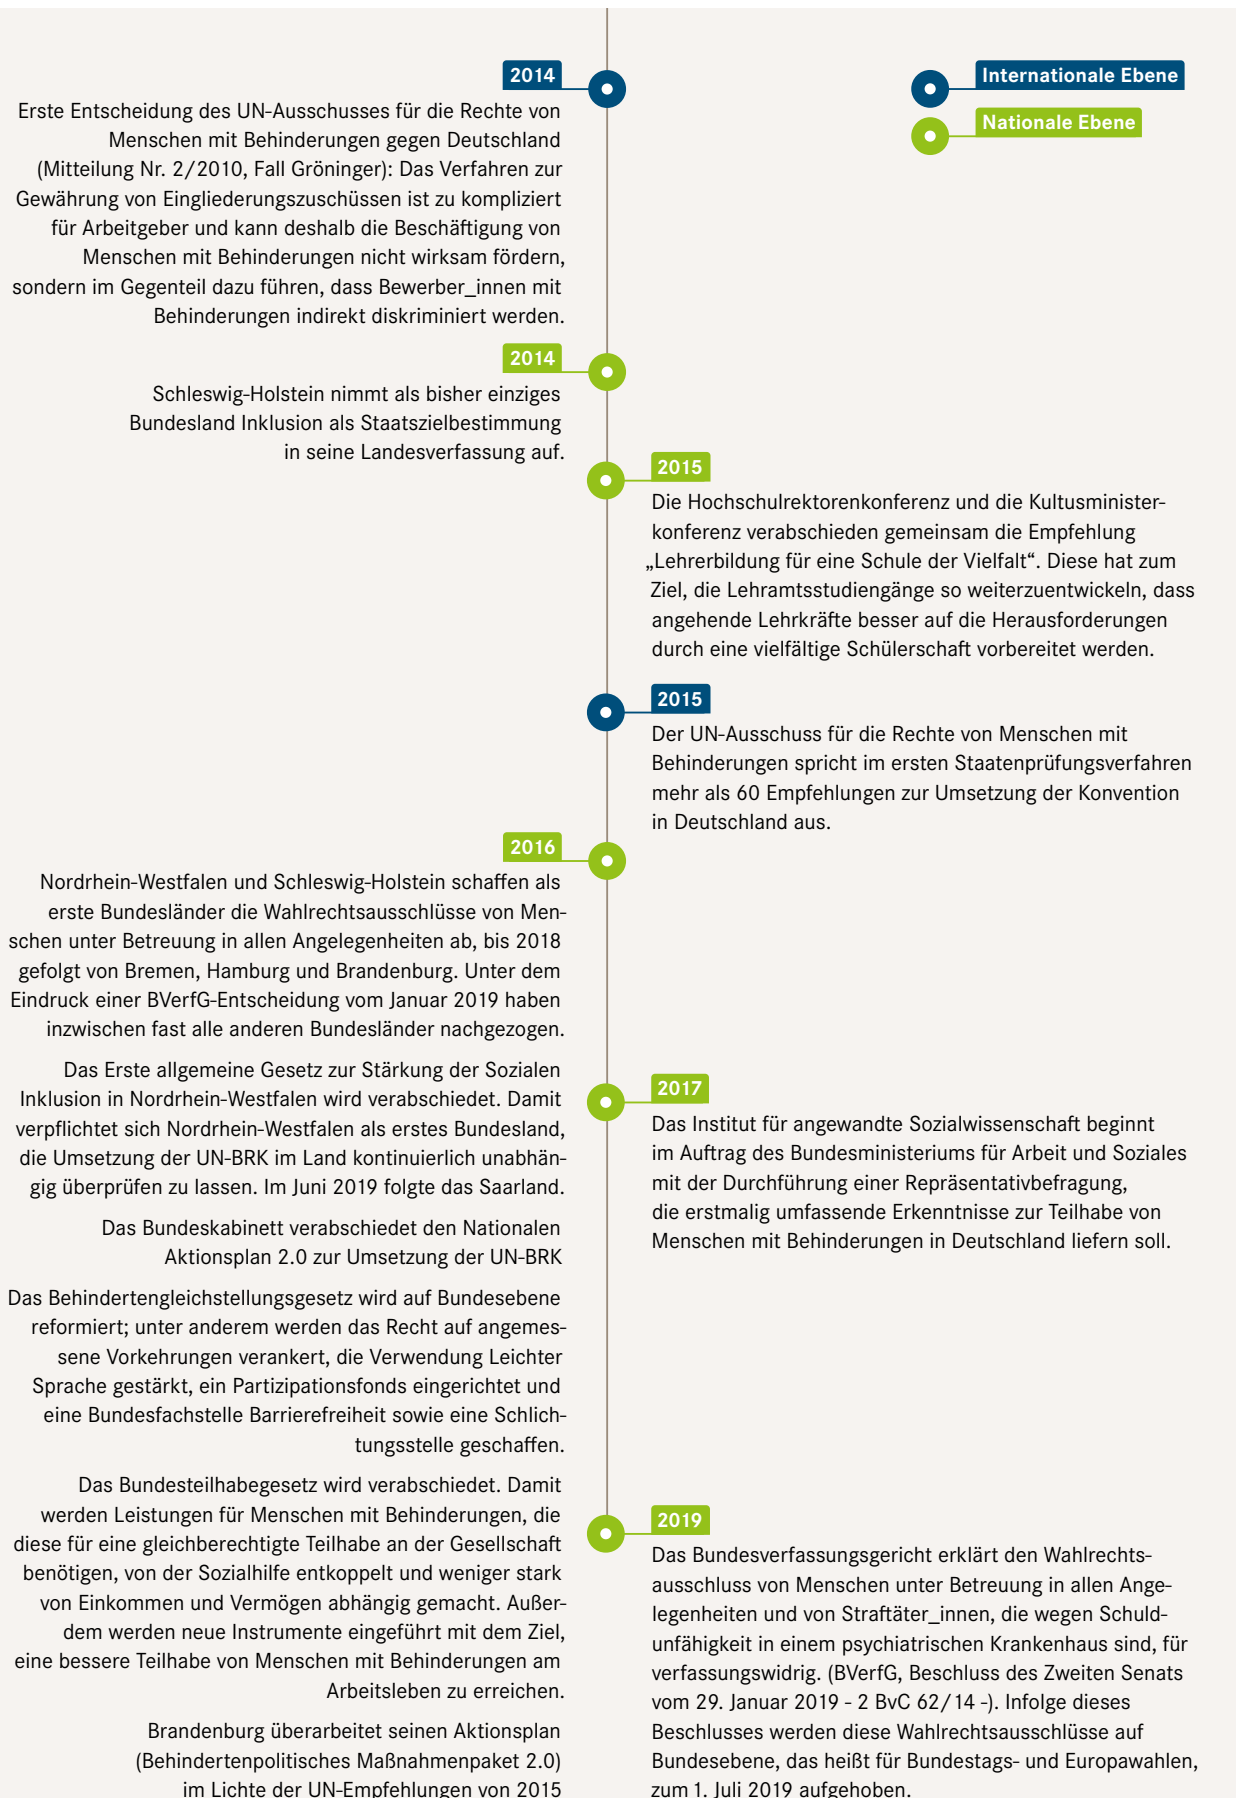 2014
Erste Entscheidung des UN-Ausschusses für die Rechte von
Menschen mit Behinderungen gegen Deutschland
(Mitteilung Nr. 2/2010, Fall Gröninger): Das Verfahren zur
Gewährung von Eingliederungszuschüssen ist zu kompliziert
für Arbeitgeber und kann deshalb die Beschäftigung von
Menschen mit Behinderungen nicht wirksam fördern,
sondern im Gegenteil dazu führen, dass Bewerber_innen mit
Behinderungen indirekt diskriminiert werden.
Internationale Ebene
Nationale Ebene
2014
Schleswig-Holstein nimmt als bisher einziges
Bundesland Inklusion als Staatszielbestimmung
in seine Landesverfassung auf.
2015
Die Hochschulrektorenkonferenz und die Kultusminister-
konferenz verabschieden gemeinsam die Empfehlung
„Lehrerbildung für eine Schule der Vielfalt“. Diese hat zum
Ziel, die Lehramtsstudiengänge so weiterzuentwickeln, dass
angehende Lehrkräfte besser auf die Herausforderungen
durch eine vielfältige Schülerschaft vorbereitet werden.
2015
Der UN-Ausschuss für die Rechte von Menschen mit
Behinderungen spricht im ersten Staatenprüfungsverfahren
mehr als 60 Empfehlungen zur Umsetzung der Konvention
in Deutschland aus.
2016
Nordrhein-Westfalen und Schleswig-Holstein schaffen als
erste Bundesländer die Wahlrechtsausschlüsse von Men-
schen unter Betreuung in allen Angelegenheiten ab, bis 2018
gefolgt von Bremen, Hamburg und Brandenburg. Unter dem
Eindruck einer BVerfG-Entscheidung vom Januar 2019 haben
inzwischen fast alle anderen Bundesländer nachgezogen.
Das Erste allgemeine Gesetz zur Stärkung der Sozialen
Inklusion in Nordrhein-Westfalen wird verabschiedet. Damit
verpflichtet sich Nordrhein-Westfalen als erstes Bundesland,
die Umsetzung der UN-BRK im Land kontinuierlich unabhän-
gig überprüfen zu lassen. Im Juni 2019 folgte das Saarland.
Das Bundeskabinett verabschiedet den Nationalen
Aktionsplan 2.0 zur Umsetzung der UN-BRK
Das Behindertengleichstellungsgesetz wird auf Bundesebene
reformiert; unter anderem werden das Recht auf angemes-
sene Vorkehrungen verankert, die Verwendung Leichter
Sprache gestärkt, ein Partizipationsfonds eingerichtet und
eine Bundesfachstelle Barrierefreiheit sowie eine Schlich-
tungsstelle geschaffen.
Das Bundesteilhabegesetz wird verabschiedet. Damit
werden Leistungen für Menschen mit Behinderungen, die
diese für eine gleichberechtigte Teilhabe an der Gesellschaft
benötigen, von der Sozialhilfe entkoppelt und weniger stark
von Einkommen und Vermögen abhängig gemacht. Außer-
dem werden neue Instrumente eingeführt mit dem Ziel,
eine bessere Teilhabe von Menschen mit Behinderungen am
Arbeitsleben zu erreichen.
Brandenburg überarbeitet seinen Aktionsplan
(Behindertenpolitisches Maßnahmenpaket 2.0)
im Lichte der UN-Empfehlungen von 2015
2017
Das Institut für angewandte Sozialwissenschaft beginnt
im Auftrag des Bundesministeriums für Arbeit und Soziales
mit der Durchführung einer Repräsentativbefragung,
die erstmalig umfassende Erkenntnisse zur Teilhabe von
Menschen mit Behinderungen in Deutschland liefern soll.
2019
Das Bundesverfassungsgericht erklärt den Wahlrechts-
ausschluss von Menschen unter Betreuung in allen Ange-
legenheiten und von Straftäter_innen, die wegen Schuld-
unfähigkeit in einem psychiatrischen Krankenhaus sind, für
verfassungswidrig. (BVerfG, Beschluss des Zweiten Senats
vom 29. Januar 2019 - 2 BvC 62/14 -). Infolge dieses
Beschlusses werden diese Wahlrechtsausschlüsse auf
Bundesebene, das heißt für Bundestags- und Europawahlen,
zum 1. Juli 2019 aufgehoben.